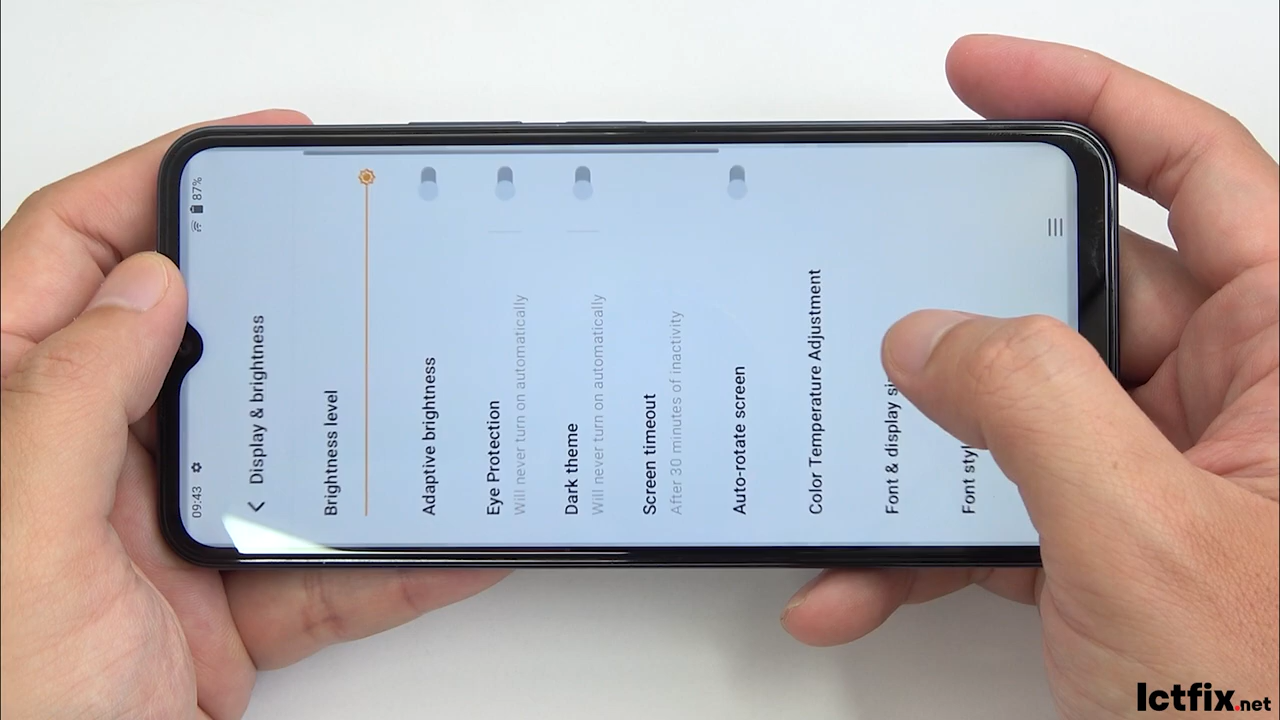 09:43
87%
Display & brightness
Brightness level
Adaptive brightness
Eye Protection
Will never turn on automatically
Dark theme
Will never turn on automatically
Screen timeout
After 30 minutes of inactivity
Auto-rotate screen
Color Temperature Adjustment
Font & display si
Font sty
Ictfix.net